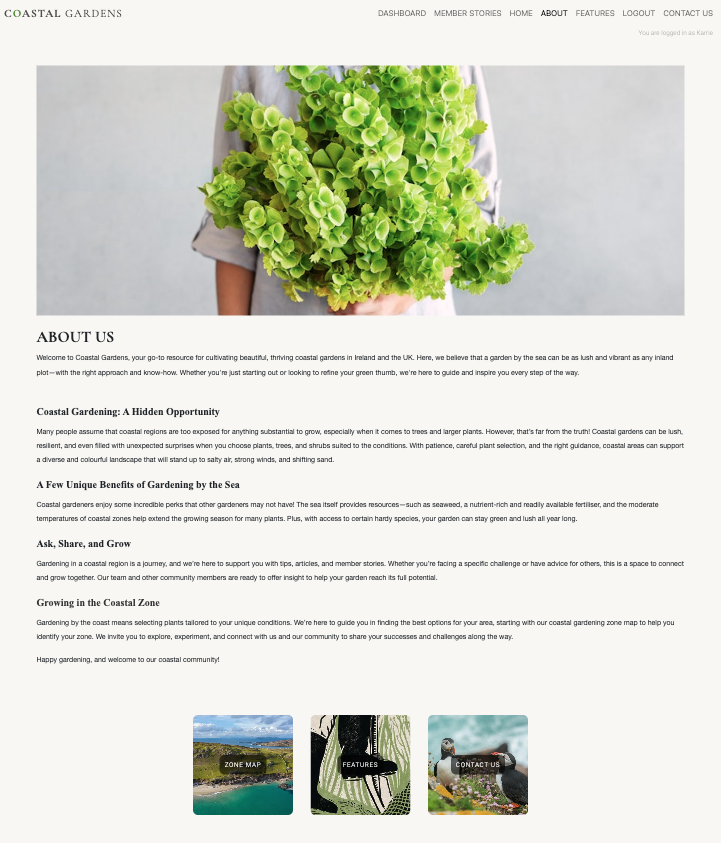 COASTAL GARDENS
DASHBOARD MEMBER STORIES HOME ABOUT FEATURES LOGOUT CONTACT US
You are logged in as Kame
ABOUT US
Welcome to Coastal Gardens, your go-to resource for cultivating beautiful, thriving coastal gardens in Ireland and the UK. Here, we believe that a garden by the sea can be as lush and vibrant as any inland
plot—with the right approach and know-how. Whether you're just starting out or looking to refine your green thumb, we're here to guide and inspire you every step of the way.
Coastal Gardening: A Hidden Opportunity
Many people assume that coastal regions are too exposed for anything substantial to grow, especially when it comes to trees and larger plants. However, that's far from the truth! Coastal gardens can be lush,
resilient, and even filled with unexpected surprises when you choose plants, trees, and shrubs suited to the conditions. With patience, careful plant selection, and the right guidance, coastal areas can support
a diverse and colourful landscape that will stand up to salty air, strong winds, and shifting sand.
A Few Unique Benefits of Gardening by the Sea
Coastal gardeners enjoy some incredible perks that other gardeners may not have! The sea itself provides resources—such as seaweed, a nutrient-rich and readily available fertiliser, and the moderate
temperatures of coastal zones help extend the growing season for many plants. Plus, with access to certain hardy species, your garden can stay green and lush all year long.
Ask, Share, and Grow
Gardening in a coastal region is a journey, and we're here to support you with tips, articles, and member stories. Whether you're facing a specific challenge or have advice for others, this is a space to connect
and grow together. Our team and other community members are ready to offer insight to help your garden reach its full potential.
Growing in the Coastal Zone
Gardening by the coast means selecting plants tailored to your unique conditions. We're here to guide you in finding the best options for your area, starting with our coastal gardening zone map to help you
identify your zone. We invite you to explore, experiment, and connect with us and our community to share your successes and challenges along the way.
Happy gardening, and welcome to our coastal community!
ZONE MAP
FEATURES
CONTACT US